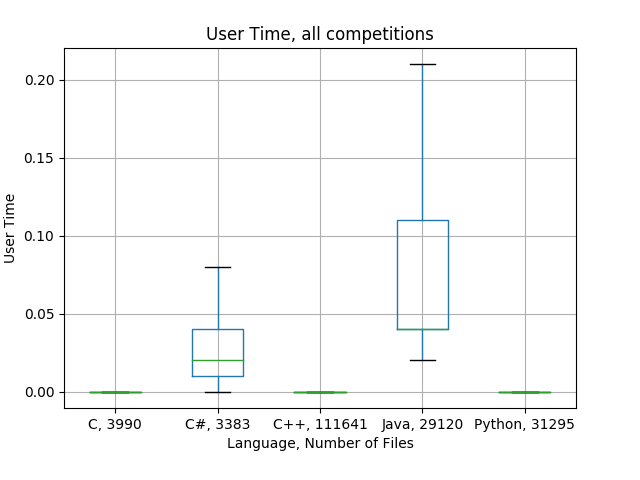 User Time, all competitions
User Time
0.20
0.15
0.10
0.05
0.00
C, 3990
C#, 3383
C++, 111641
Java, 29120
Python, 31295
Language, Number of Files